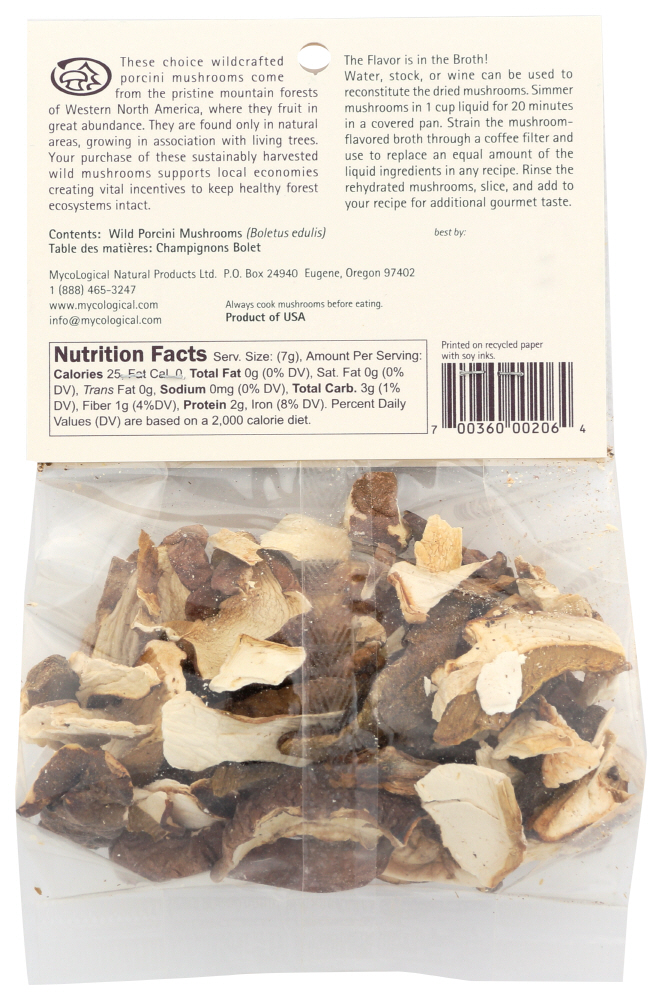 These choice wildcrafted
porcini mushrooms come
from the pristine mountain forests
of Western North America, where they fruit in
great abundance. They are found only in natural
areas, growing in association with living trees.
Your purchase of these sustainably harvested
wild mushrooms supports local economies
creating vital incentives to keep healthy forest
ecosystems intact.
The Flavor is in the Broth!
Water, stock, or wine can be used to
reconstitute the dried mushrooms. Simmer
mushrooms in 1 cup liquid for 20 minutes
in a covered pan. Strain the mushroom-
flavored broth through a coffee filter and
use to replace an equal amount of the
liquid ingredients in any recipe. Rinse the
rehydrated mushrooms, slice, and add to
your recipe for additional gourmet taste.
Contents: Wild Porcini Mushrooms (Boletus edulis)
Table des matières: Champignons Bolet
best by:
MycoLogical Natural Products Ltd. P.O. Box 24940 Eugene, Oregon 97402
1 (888) 465-3247
www.mycological.com
info@mycological.com
Always cook mushrooms before eating.
Product of USA
Nutrition Facts Serv. Size: (7g), Amount Per Serving:
Calories 25, Fat Cal. 0, Total Fat 0g (0% DV), Sat. Fat 0g (0%
DV), Trans Fat 0g, Sodium 0mg (0% DV), Total Carb. 3g (1%
DV), Fiber 1g (4%DV), Protein 2g, Iron (8% DV). Percent Daily
Values (DV) are based on a 2,000 calorie diet.
Printed on recycled paper
with soy inks.
7 00360 00206 4